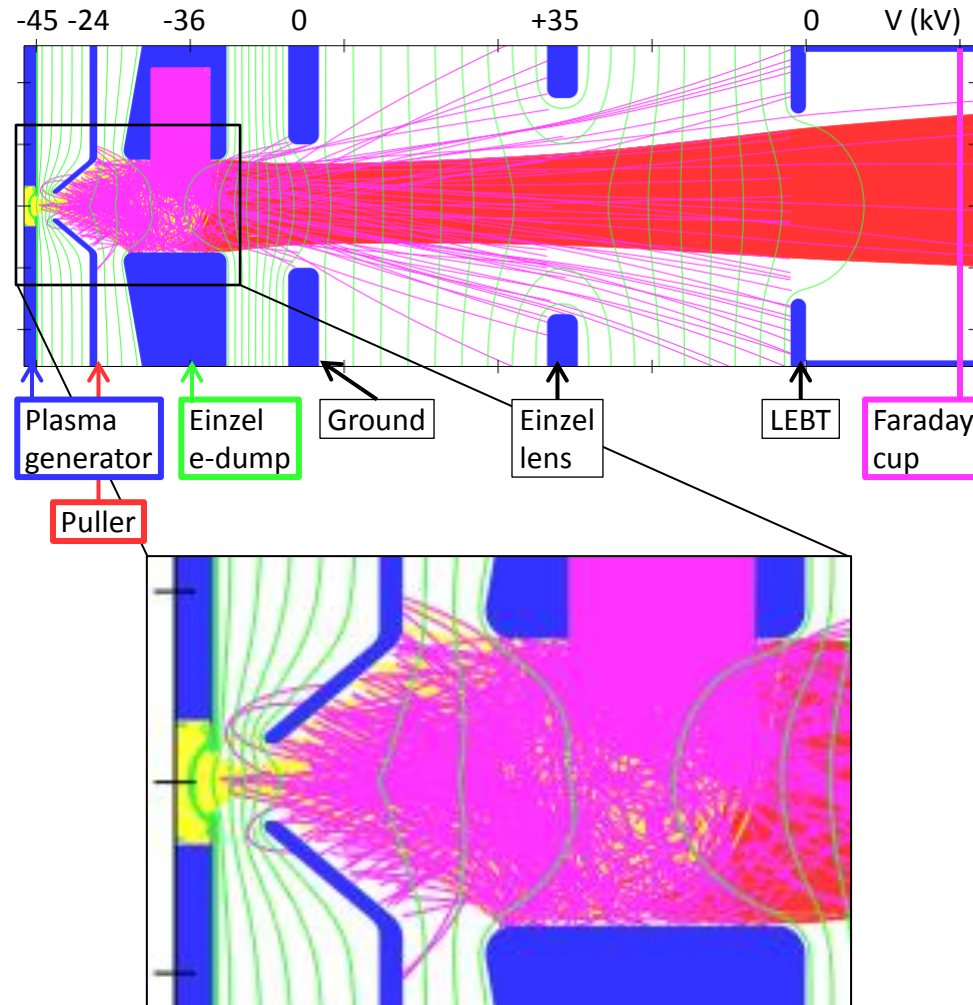 -45 -24 -36 0 +35 0 V (kV)
Plasma
generator
Einzel
e-dump
Ground
Einzel
lens
LEBT
Faraday
cup
Puller